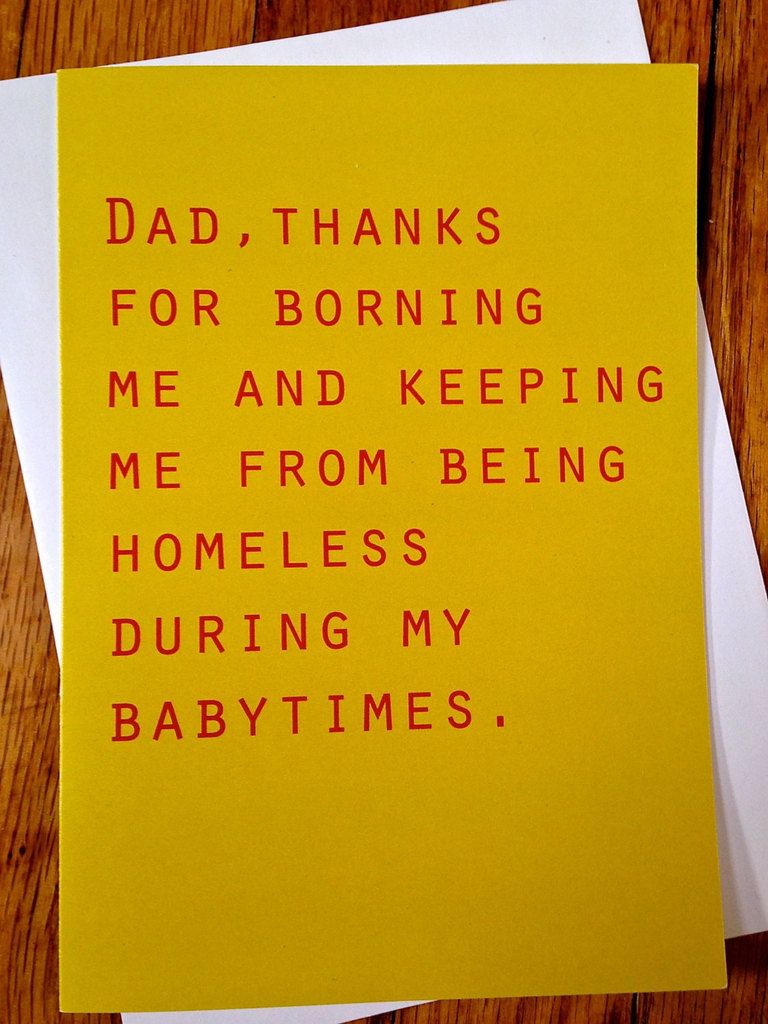 DAD, THANKS
FOR BORNING
ME AND KEEPING
ME FROM BEING
HOMELESS
DURING MY
BABYTIMES.